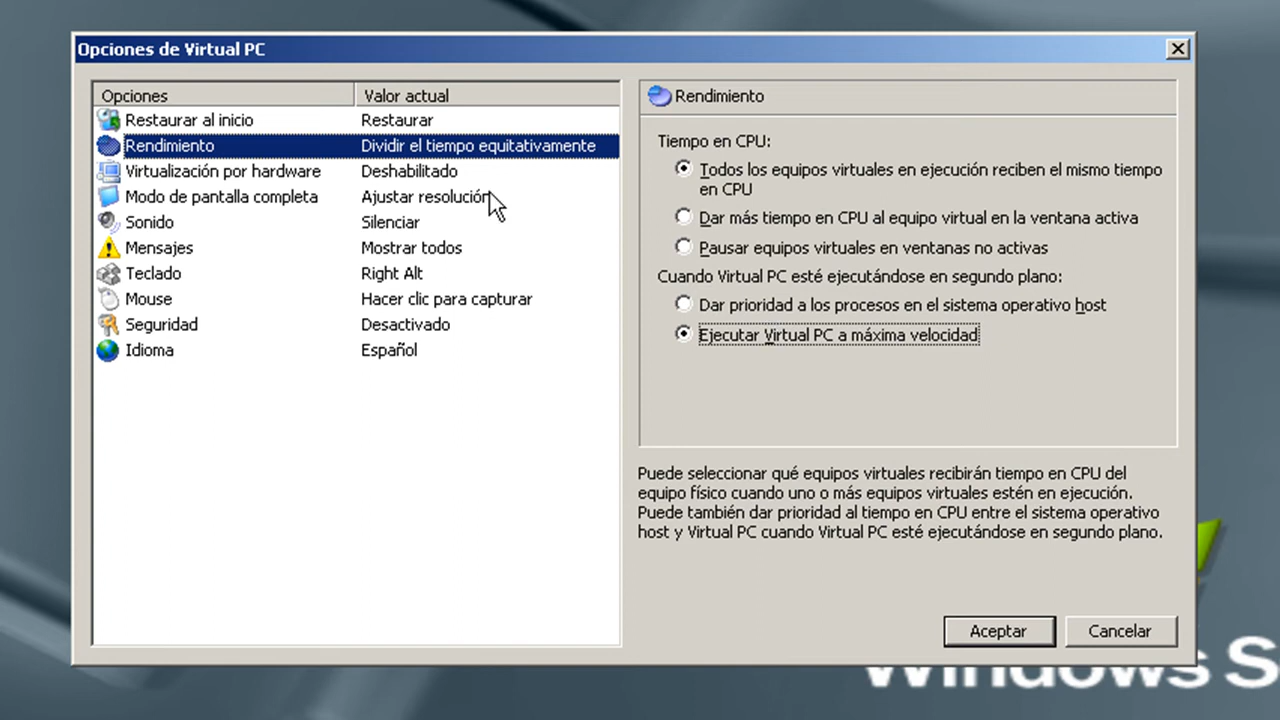 Opciones de Virtual PC
Opciones Valor actual
Restaurar al inicio Restaurar
Rendimiento Dividir el tiempo equitativamente
Virtualización por hardware Deshabilitado
Modo de pantalla completa Ajustar resolución
Sonido Silenciar
Mensajes Mostrar todos
Teclado Right Alt
Mouse Hacer clic para capturar
Seguridad Desactivado
Idioma Español
Rendimiento
Tiempo en CPU:
Todos los equipos virtuales en ejecución reciben el mismo tiempo
en CPU
Dar más tiempo en CPU al equipo virtual en la ventana activa
Pausar equipos virtuales en ventanas no activas
Cuando Virtual PC esté ejecutándose en segundo plano:
Dar prioridad a los procesos en el sistema operativo host
Ejecutar Virtual PC a máxima velocidad
Puede seleccionar qué equipos virtuales recibirán tiempo en CPU del
equipo físico cuando uno o más equipos virtuales estén en ejecución.
Puede también dar prioridad al tiempo en CPU entre el sistema operativo
host y Virtual PC cuando Virtual PC esté ejecutándose en segundo plano.
Aceptar Cancelar
Windows S